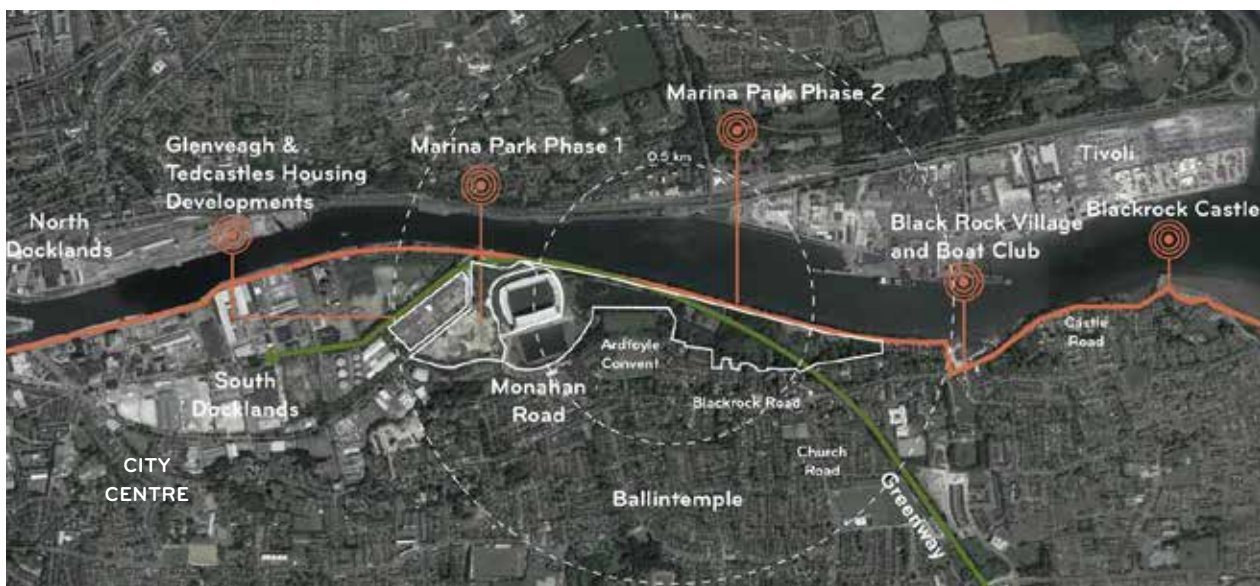 1 km
Marina Park Phase 2
Glenveagh &
Tedcastles Housing
Developments
Marina Park Phase 1
0.5 km
Tivoli
North
Docklands
Black Rock Village
and Boat Club
Blackrock Castle
Castle
Road
Ardfoyle
Convent
South
Docklands
Monahan
Road
Blackrock Road
CITY
CENTRE
Church
Road
Ballintemple
Greenway